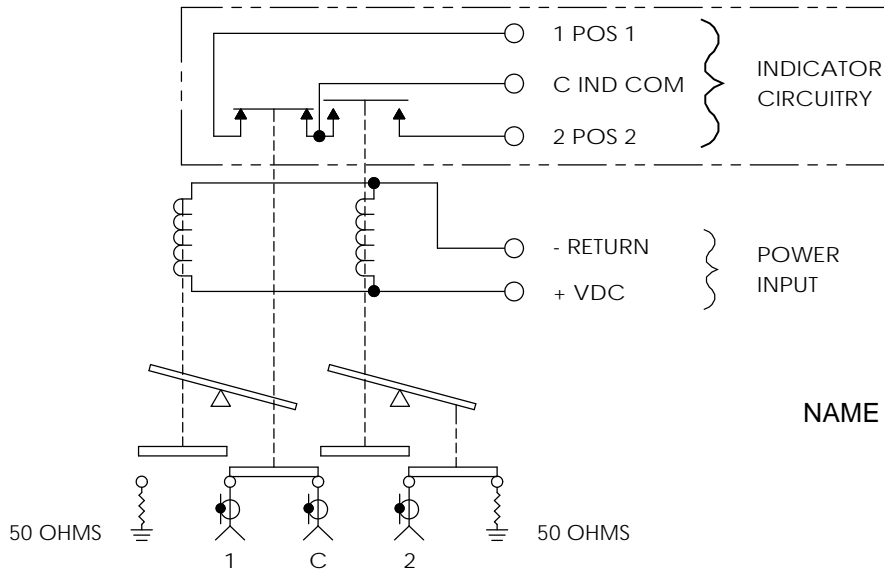 1 POS 1
C IND COM
2 POS 2
INDICATOR
CIRCUITRY
- RETURN
+ VDC
POWER
INPUT
NAME
50 OHMS
50 OHMS
1
C
2